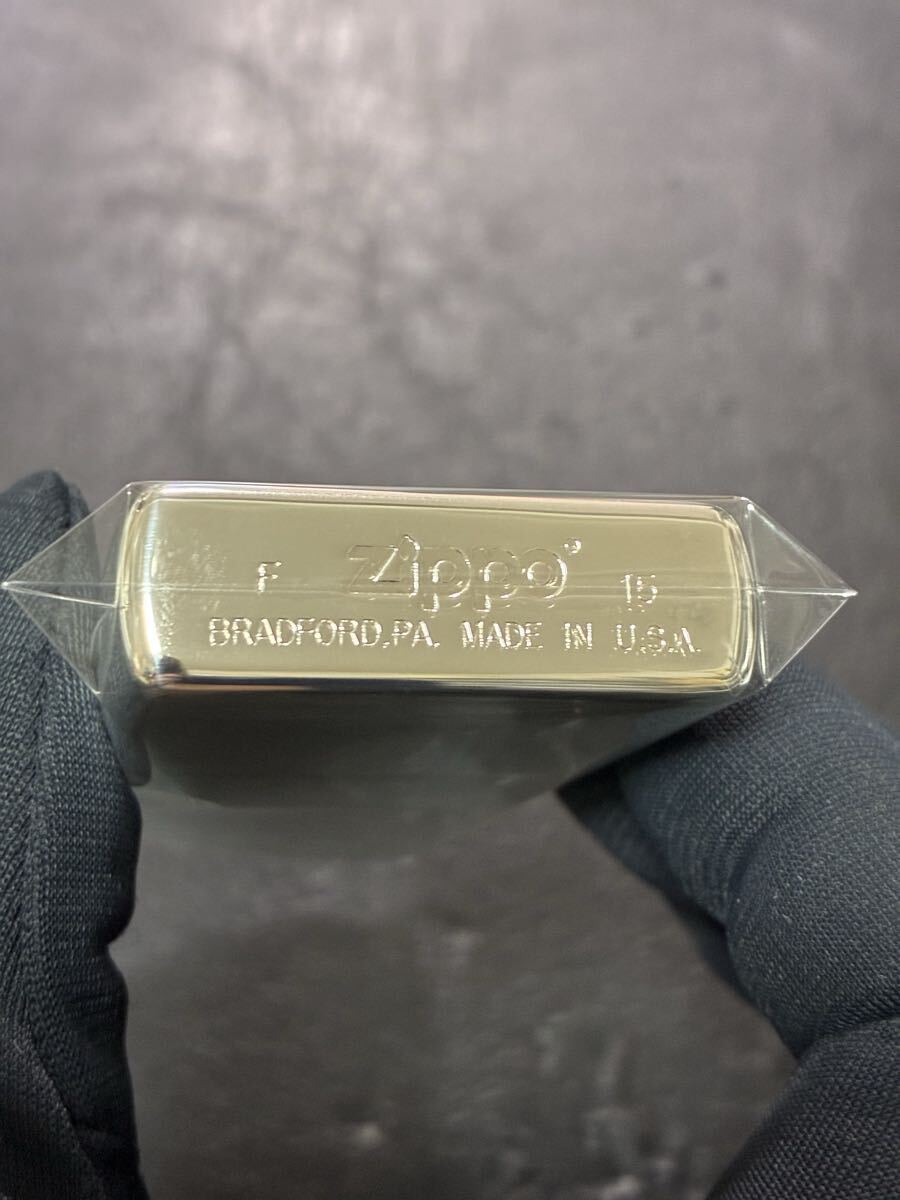 F Zippo® 15
BRADFORD,PA. MADE IN U.S.A.